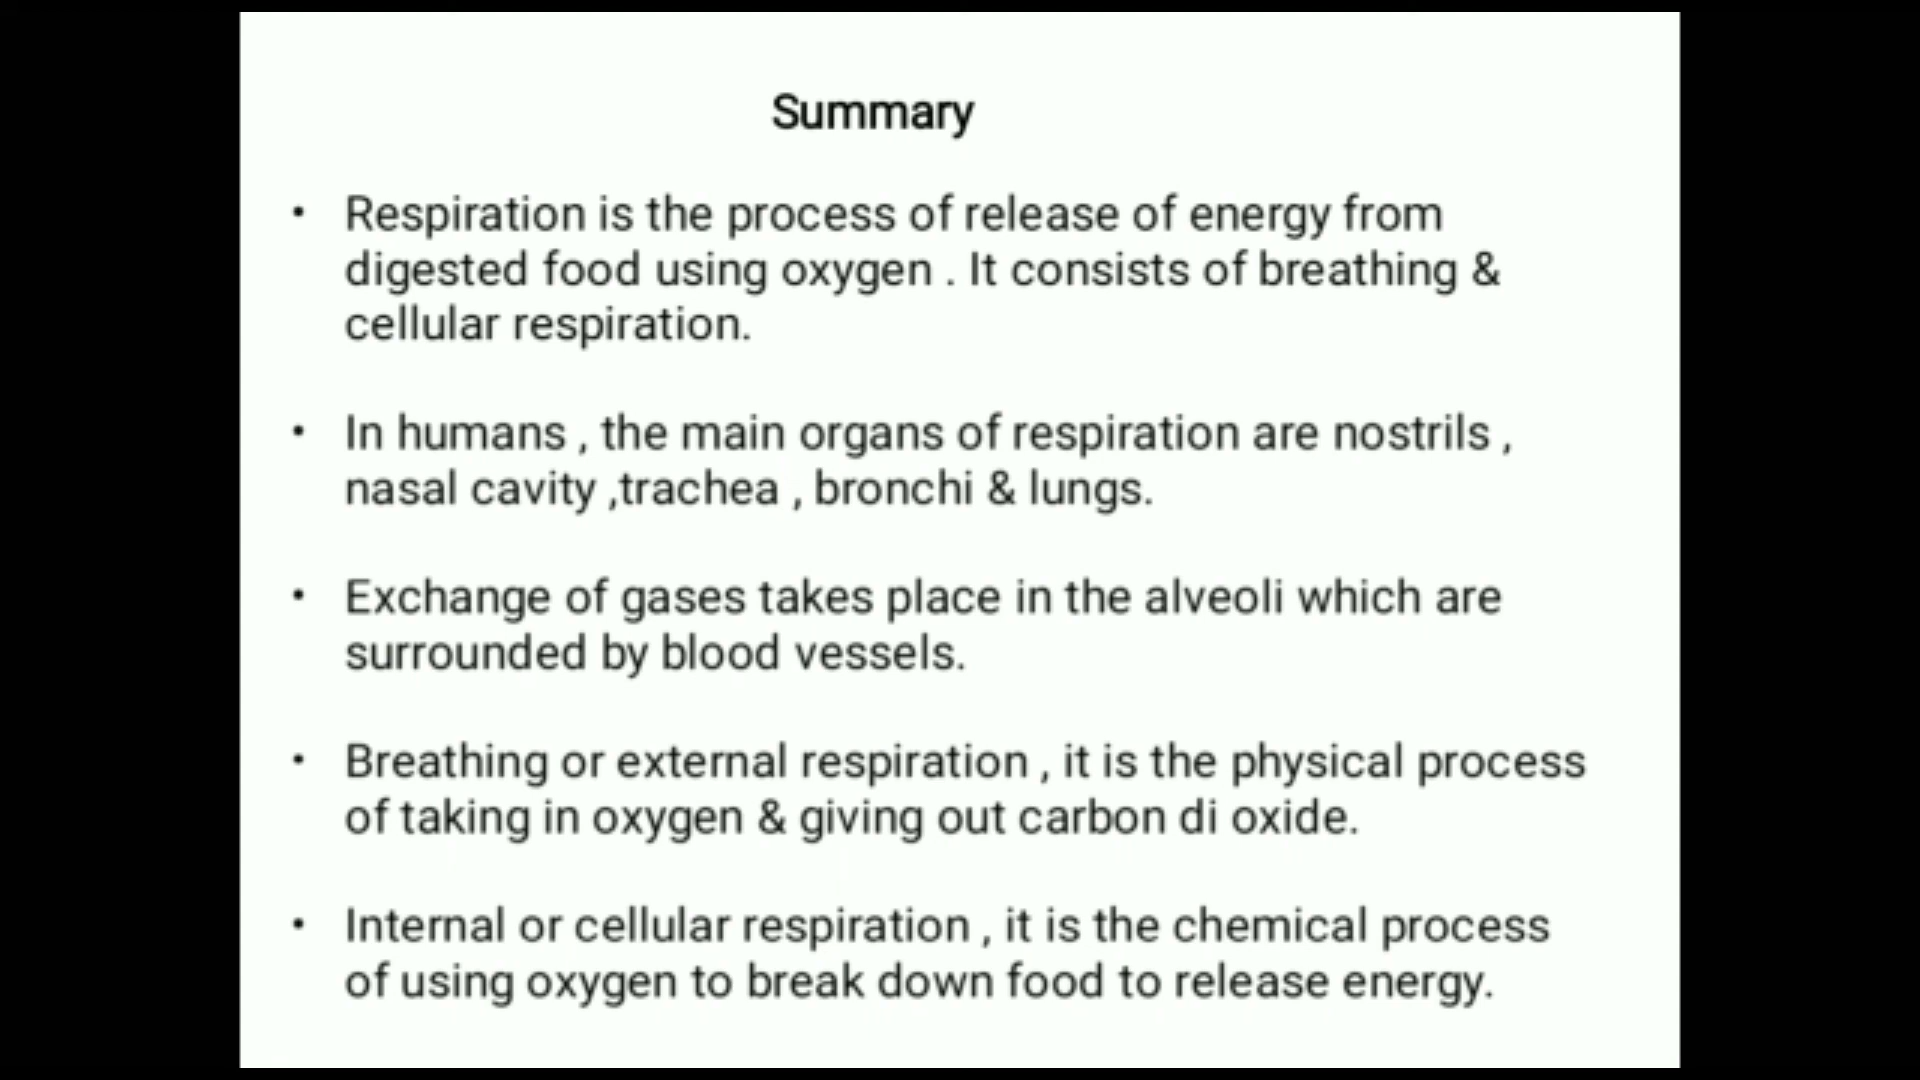 Summary
• Respiration is the process of release of energy from
digested food using oxygen . It consists of breathing &
cellular respiration.
• In humans , the main organs of respiration are nostrils ,
nasal cavity ,trachea , bronchi & lungs.
• Exchange of gases takes place in the alveoli which are
surrounded by blood vessels.
• Breathing or external respiration , it is the physical process
of taking in oxygen & giving out carbon di oxide.
• Internal or cellular respiration , it is the chemical process
of using oxygen to break down food to release energy.